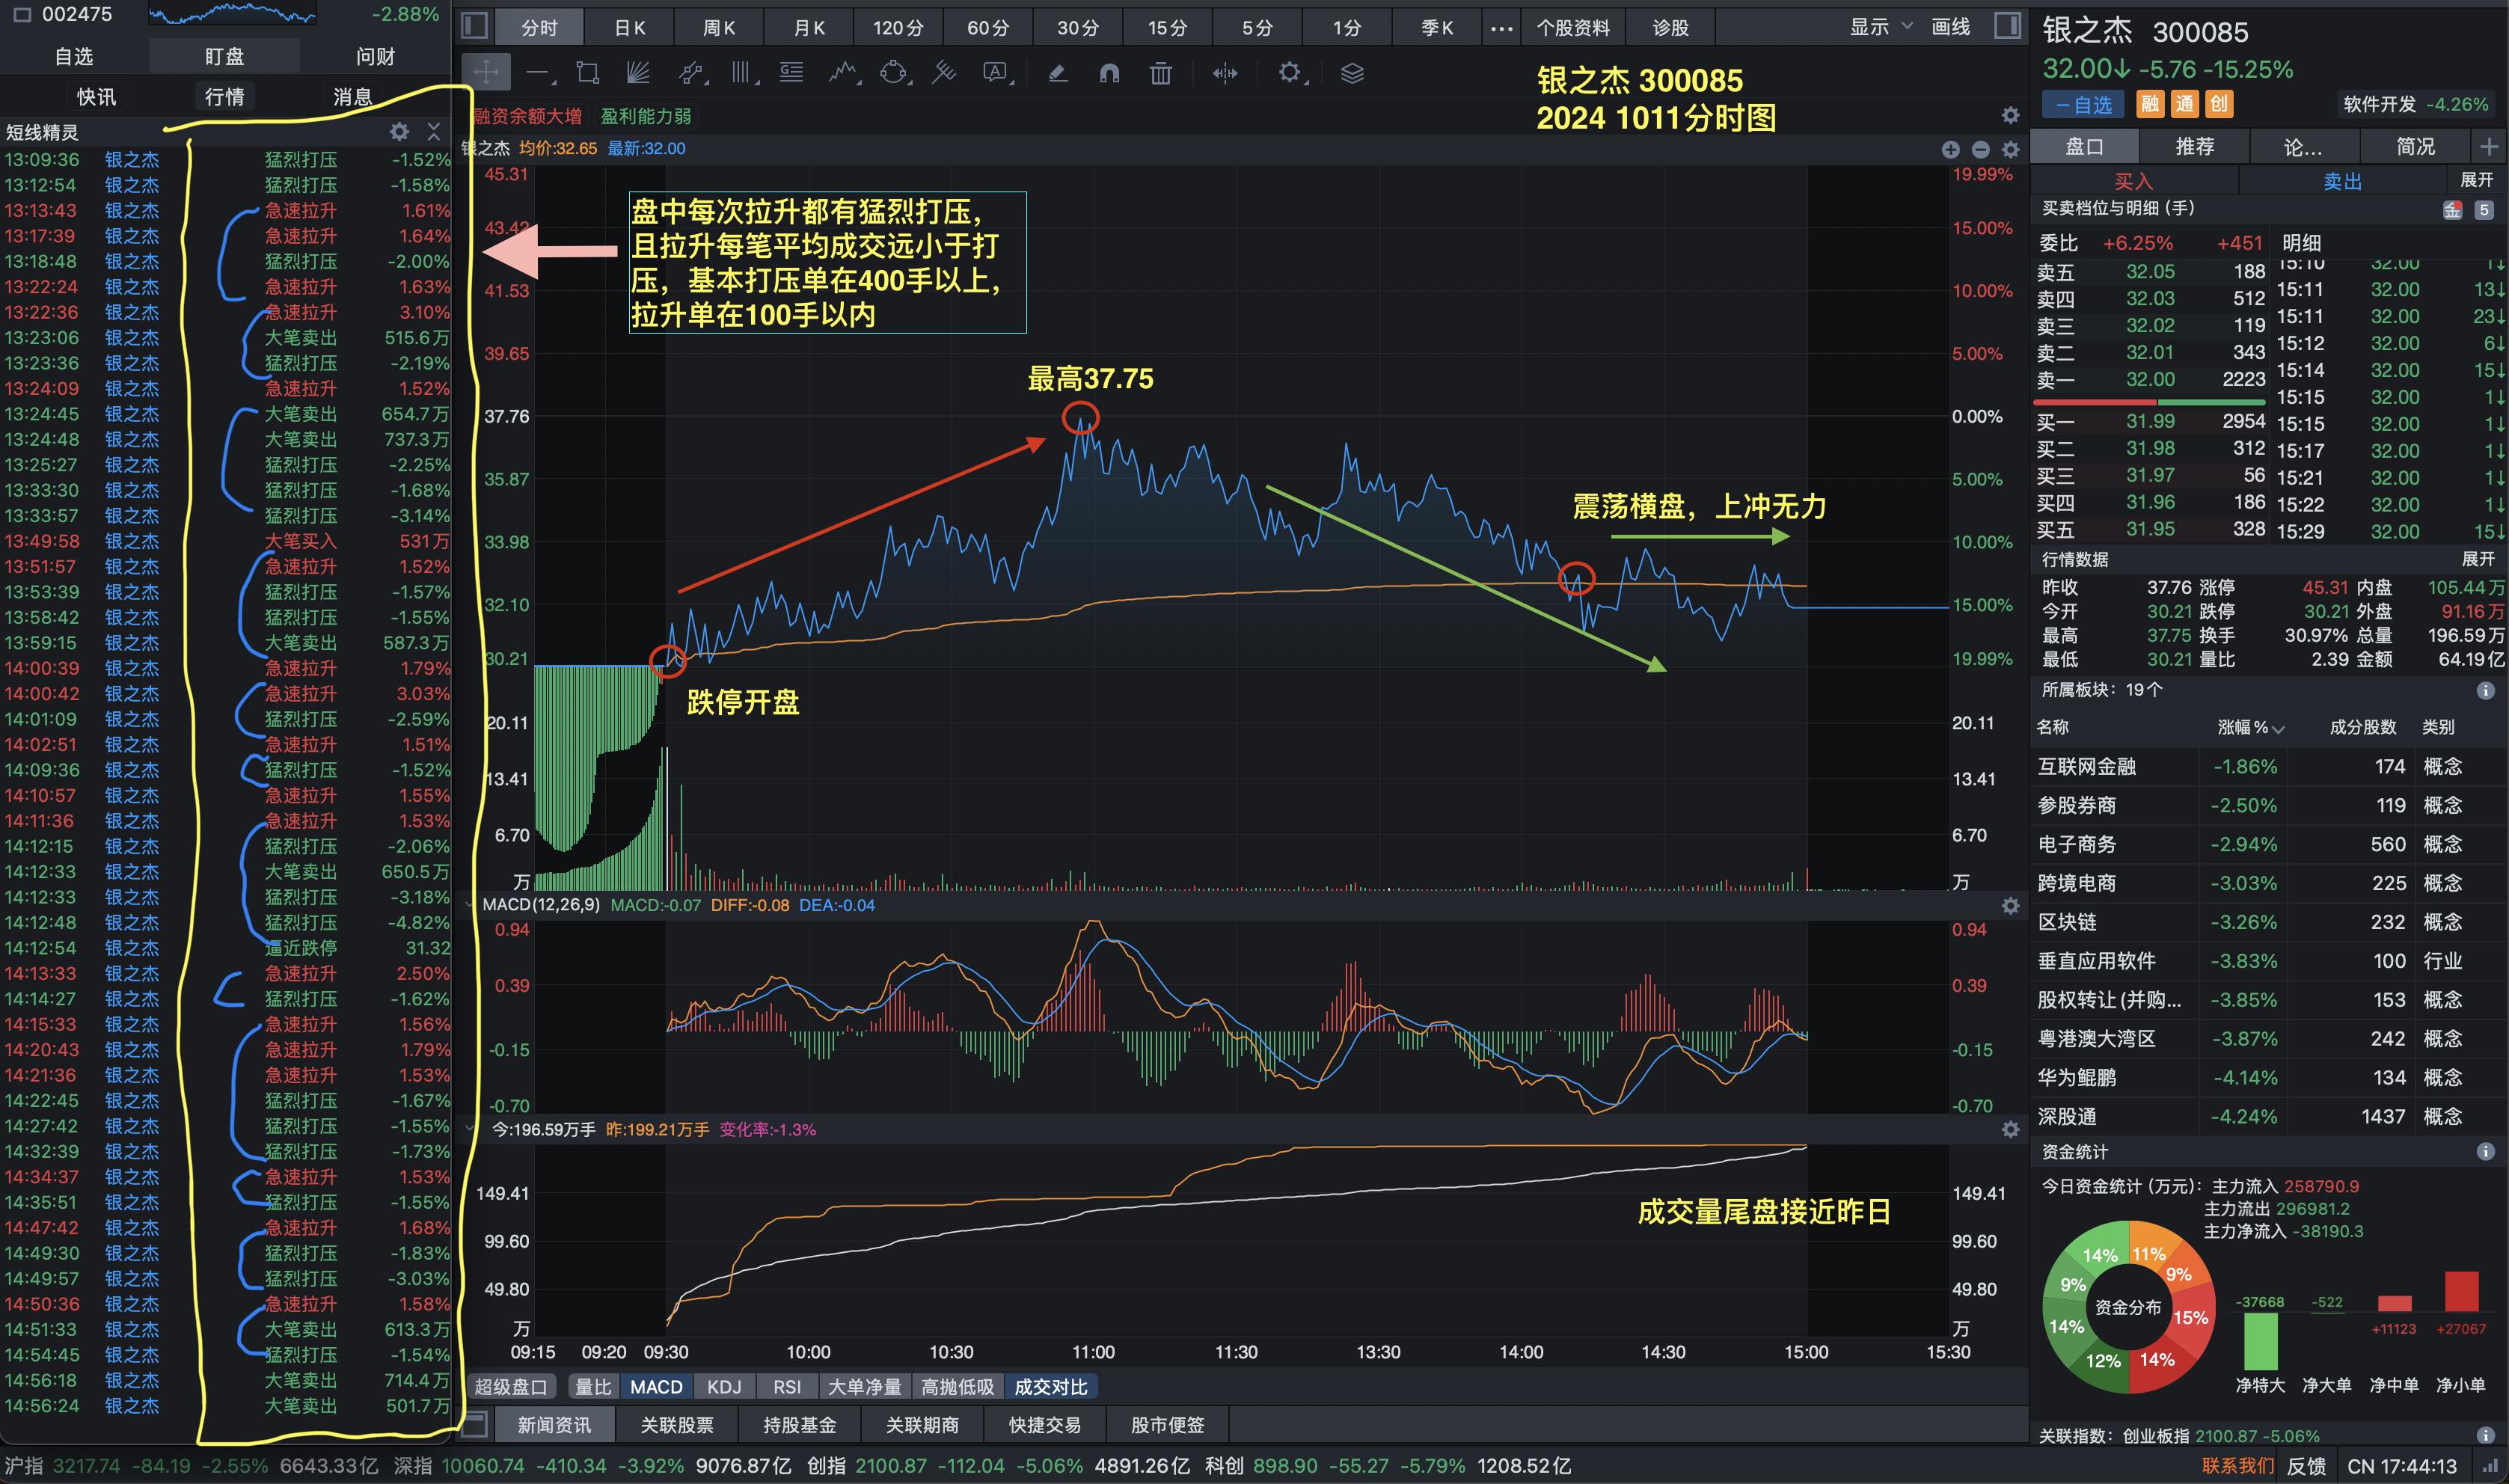 002475 -2.88%
自选 盯盘 问财
快讯 行情 消息
短线精灵
13:09:36 银之杰 猛烈打压 -1.52%
13:12:54 银之杰 猛烈打压 -1.58%
13:13:43 银之杰 急速拉升 1.61%
13:17:39 银之杰 急速拉升 1.64%
13:18:48 银之杰 猛烈打压 -2.00%
13:22:24 银之杰 急速拉升 1.63%
13:22:36 银之杰 急速拉升 3.10%
13:23:06 银之杰 大笔卖出 515.6万
13:23:36 银之杰 猛烈打压 -2.19%
13:24:09 银之杰 急速拉升 1.52%
13:24:45 银之杰 大笔卖出 654.7万
13:24:48 银之杰 大笔卖出 737.3万
13:25:27 银之杰 猛烈打压 -2.25%
13:33:30 银之杰 猛烈打压 -1.68%
13:33:57 银之杰 猛烈打压 -3.14%
13:49:58 银之杰 大笔买入 531万
13:51:57 银之杰 急速拉升 1.52%
13:53:39 银之杰 猛烈打压 -1.57%
13:58:42 银之杰 猛烈打压 -1.55%
13:59:15 银之杰 大笔卖出 587.3万
14:00:39 银之杰 急速拉升 1.79%
14:00:42 银之杰 急速拉升 3.03%
14:01:09 银之杰 猛烈打压 -2.59%
14:02:51 银之杰 急速拉升 1.51%
14:09:36 银之杰 猛烈打压 -1.52%
14:10:57 银之杰 急速拉升 1.55%
14:11:36 银之杰 急速拉升 1.53%
14:12:15 银之杰 猛烈打压 -2.06%
14:12:33 银之杰 大笔卖出 650.5万
14:12:33 银之杰 猛烈打压 -3.18%
14:12:48 银之杰 猛烈打压 -4.82%
14:12:54 银之杰 逼近跌停 31.32
14:13:33 银之杰 急速拉升 2.50%
14:14:27 银之杰 猛烈打压 -1.62%
14:15:33 银之杰 急速拉升 1.56%
14:20:43 银之杰 急速拉升 1.79%
14:21:36 银之杰 急速拉升 1.53%
14:22:45 银之杰 猛烈打压 -1.67%
14:27:42 银之杰 猛烈打压 -1.55%
14:32:39 银之杰 猛烈打压 -1.73%
14:34:37 银之杰 急速拉升 1.53%
14:35:51 银之杰 猛烈打压 -1.55%
14:47:42 银之杰 急速拉升 1.68%
14:49:30 银之杰 猛烈打压 -1.83%
14:49:57 银之杰 猛烈打压 -3.03%
14:50:36 银之杰 急速拉升 1.58%
14:51:33 银之杰 大笔卖出 613.3万
14:54:45 银之杰 猛烈打压 -1.54%
14:56:18 银之杰 大笔卖出 714.4万
14:56:24 银之杰 大笔卖出 501.7万
分时 日K 周K 月K 120分 60分 30分 15分 5分 1分 季K ··· 个股资料 诊股 显示 画线
融资余额大增 盈利能力弱
银之杰 300085
2024 1011分时图
银之杰 均价:32.65 最新:32.00
45.31 19.99%
43.42 15.00%
41.53 10.00%
39.65 5.00%
37.76 0.00%
35.87 5.00%
33.98 10.00%
32.10 15.00%
30.21 19.99%
20.11 20.11
13.41 13.41
6.70 6.70
万 万
盘中每次拉升都有猛烈打压，
且拉升每笔平均成交远小于打
压，基本打压单在400手以上，
拉升单在100手以内
最高37.75
震荡横盘，上冲无力
跌停开盘
MACD(12,26,9) MACD:-0.07 DIFF:-0.08 DEA:-0.04
0.94 0.94
0.39 0.39
-0.15 -0.15
-0.70 -0.70
今:196.59万手 昨:199.21万手 变化率:-1.3%
149.41 149.41
99.60 99.60
49.80 49.80
万 万
成交量尾盘接近昨日
09:15 09:20 09:30 10:00 10:30 11:00 11:30 13:30 14:00 14:30 15:00 15:30
超级盘口 量比 MACD KDJ RSI 大单净量 高抛低吸 成交对比
新闻资讯 关联股票 持股基金 关联期商 快捷交易 股市便签
银之杰 300085
32.00↓ -5.76 -15.25%
一自选 融 通 创 软件开发 -4.26%
盘口 推荐 论... 简况
买入 卖出 展开
买卖档位与明细(手) 金 5
委比 +6.25% +451 明细
卖五 32.05 188
卖四 32.03 512
卖三 32.02 119
卖二 32.01 343
卖一 32.00 2223
买一 31.99 2954
买二 31.98 312
买三 31.97 56
买四 31.96 186
买五 31.95 328
15:10 32.00 1↓
15:11 32.00 13↓
15:11 32.00 23↓
15:12 32.00 6↓
15:14 32.00 15↓
15:15 32.00 1↓
15:15 32.00 1↓
15:17 32.00 1↓
15:21 32.00 1↓
15:22 32.00 1↓
15:29 32.00 15↓
行情数据 展开
昨收 37.76 涨停 45.31 内盘 105.44万
今开 30.21 跌停 30.21 外盘 91.16万
最高 37.75 换手 30.97% 总量 196.59万
最低 30.21 量比 2.39 金额 64.19亿
所属板块：19个
名称 涨幅% 成分股数 类别
互联网金融 -1.86% 174 概念
参股券商 -2.50% 119 概念
电子商务 -2.94% 560 概念
跨境电商 -3.03% 225 概念
区块链 -3.26% 232 概念
垂直应用软件 -3.83% 100 行业
股权转让(并购... -3.85% 153 概念
粤港澳大湾区 -3.87% 242 概念
华为鲲鹏 -4.14% 134 概念
深股通 -4.24% 1437 概念
资金统计
今日资金统计(万元)：主力流入 258790.9
主力流出 296981.2
主力净流入 -38190.3
14% 11% 9% 15% 14% 12% 14% 9%
资金分布
-37668 -522 +11123 +27067
净特大 净大单 净中单 净小单
关联指数：创业板指 2100.87 -5.06%
沪指 3217.74 -84.19 -2.55% 6643.33亿 深指 10060.74 -410.34 -3.92% 9076.87亿 创指 2100.87 -112.04 -5.06% 4891.26亿 科创 898.90 -55.27 -5.79% 1208.52亿 联系我们 反馈 CN 17:44:13